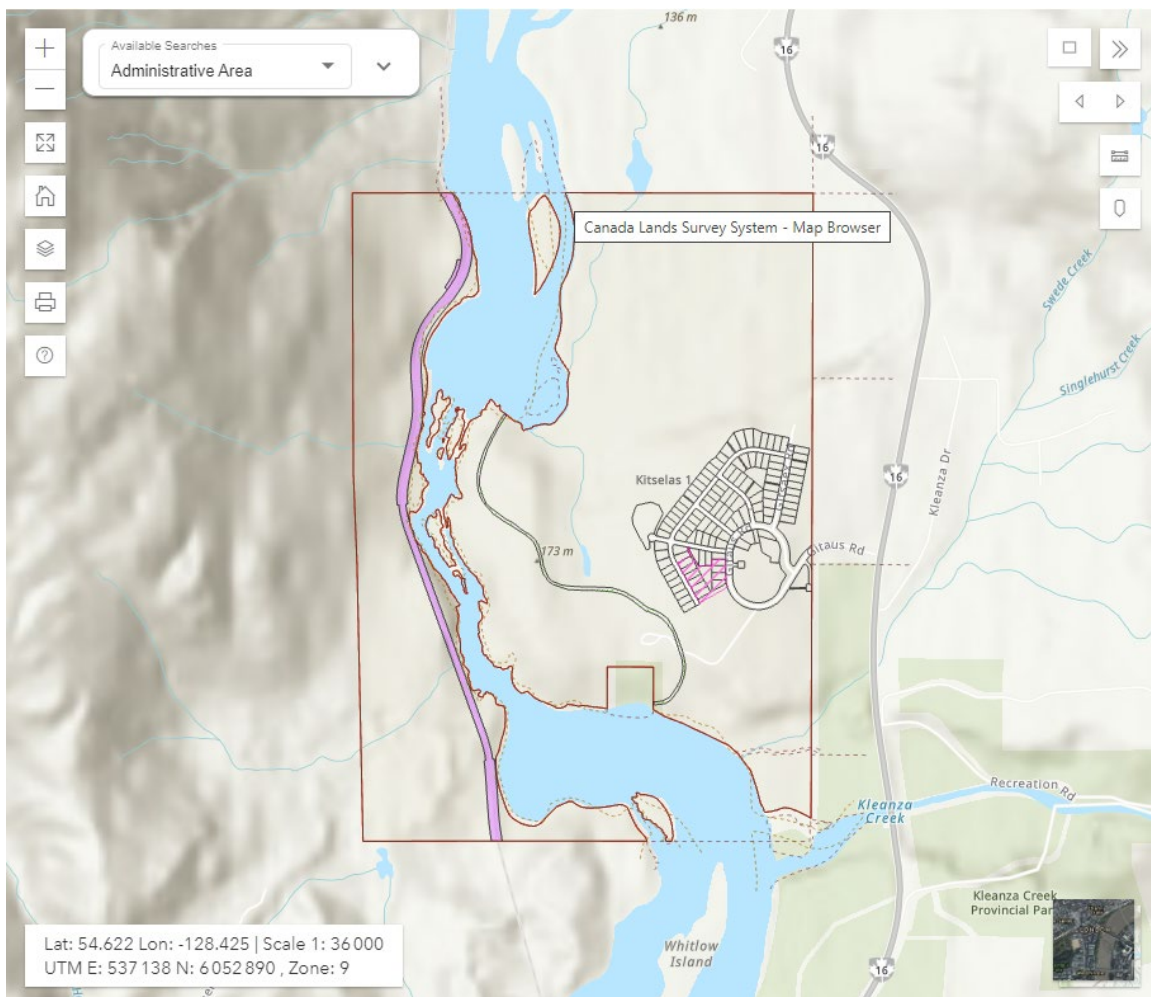 136 m
16
Available Searches
Administrative Area
16
Canada Lands Survey System - Map Browser
Swede Creek
Singlehurst Creek
Kitselas 1
16
Kleanza Dr
Gitaus Rd
173 m
Recreation Rd
Kleanza
Creek
Kleanza Creek
Provincial Par
Whitlow
Island
16
Lat: 54.622 Lon: -128.425 | Scale 1: 36 000
UTM E: 537 138 N: 6 052 890 , Zone: 9